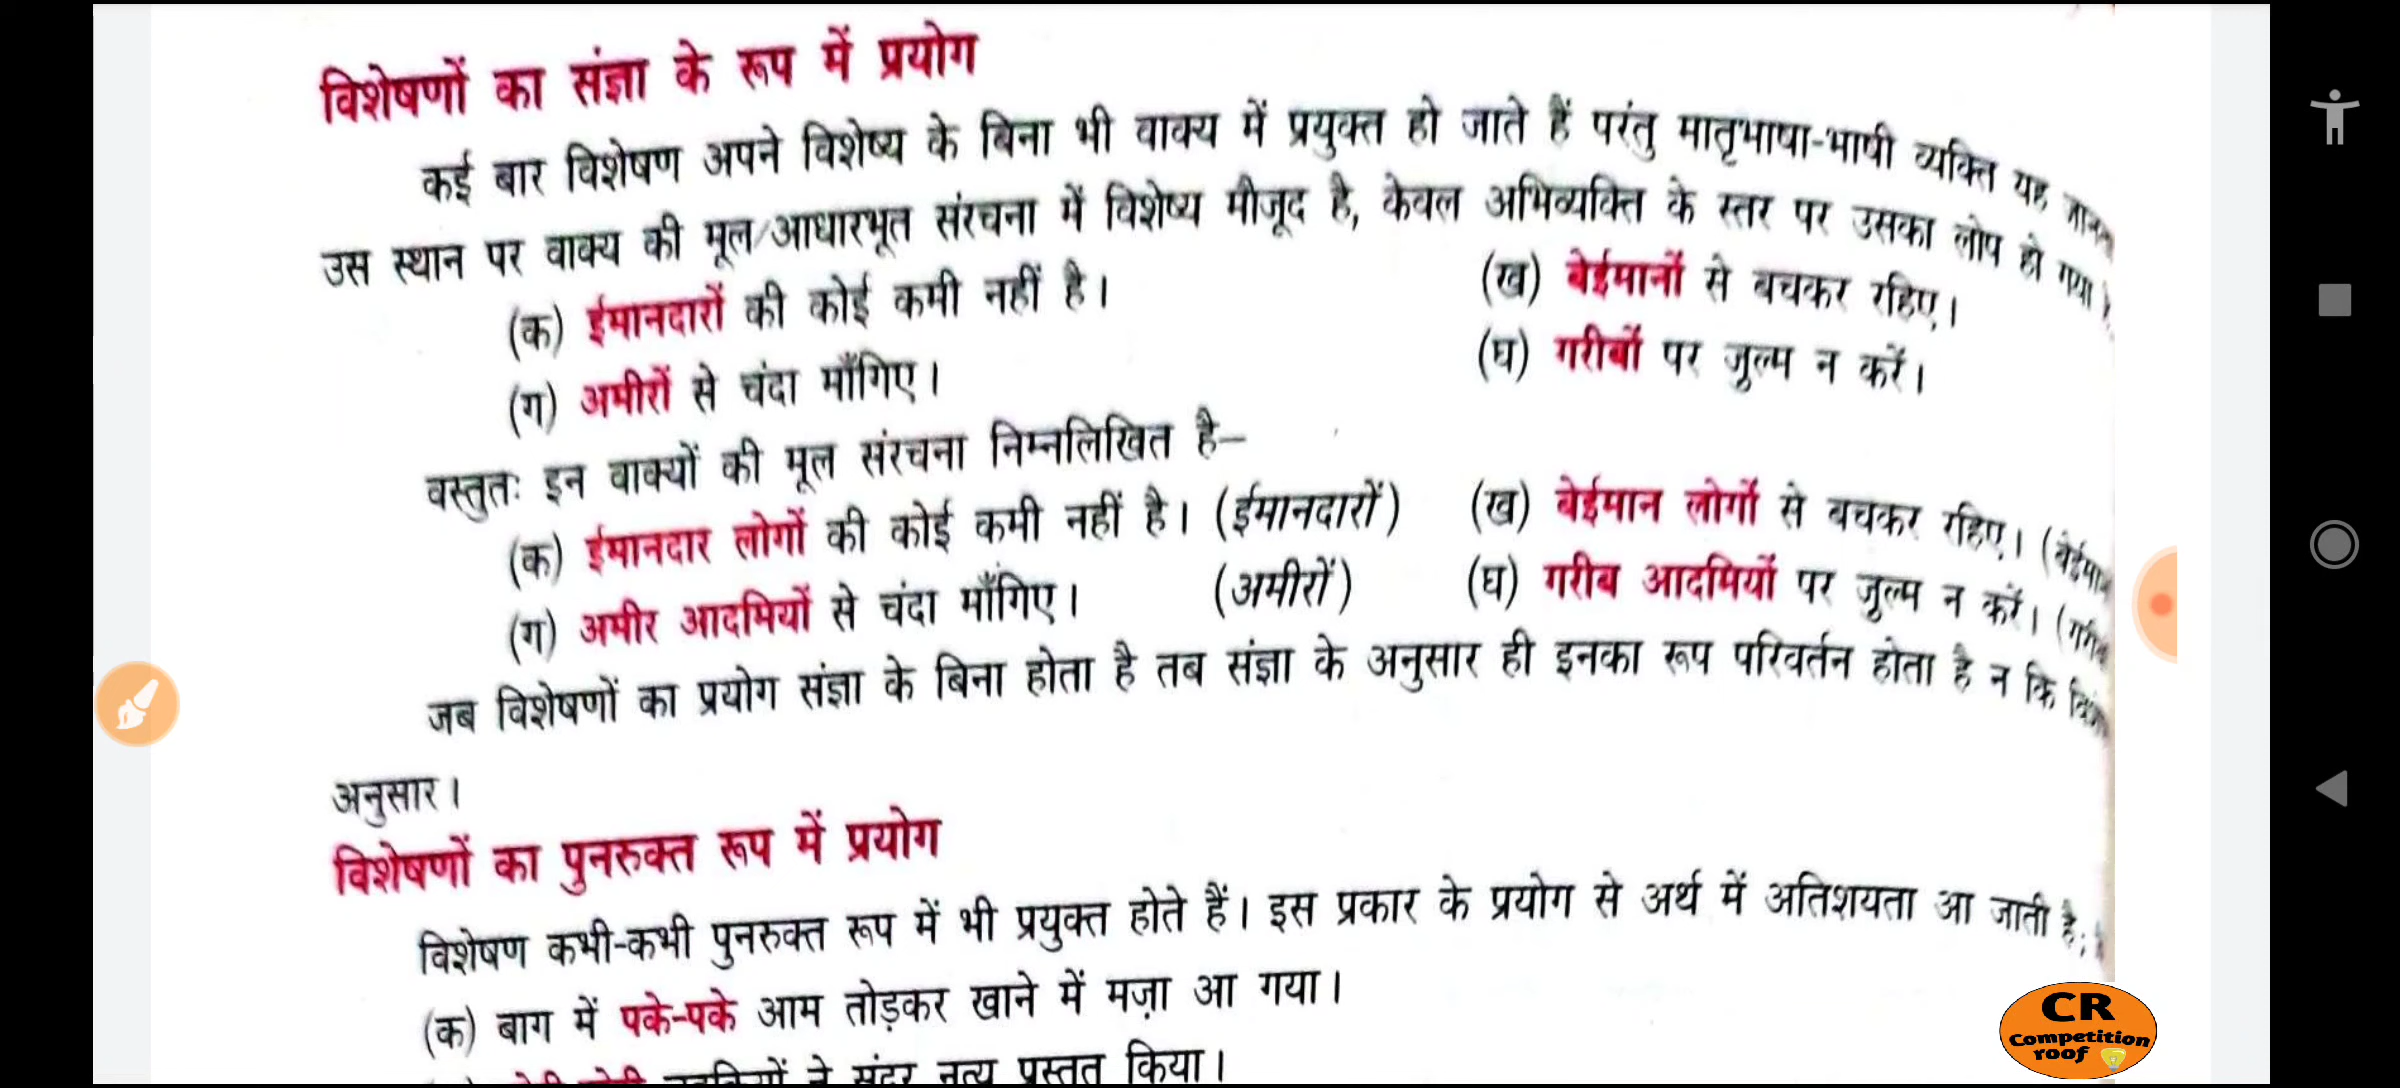 विशेषणों का संज्ञा के रूप में प्रयोग
कई बार विशेषण अपने विशेष्य के बिना भी वाक्य में प्रयुक्त हो जाते हैं परंतु मातृभाषा-भाषी व्यक्ति यह
उस स्थान पर वाक्य की मूल/आधारभूत संरचना में विशेष्य मौजूद है, केवल अभिव्यक्ति के स्तर पर उसका लोप हो गया
(क) ईमानदारों की कोई कमी नहीं है। (ख) बेईमानों से बचकर रहिए।
(ग) अमीरों से चंदा माँगिए। (घ) गरीबों पर जुल्म न करें।
वस्तुतः इन वाक्यों की मूल संरचना निम्नलिखित है–
(क) ईमानदार लोगों की कोई कमी नहीं है। (ईमानदारों) (ख) बेईमान लोगों से बचकर रहिए।
(ग) अमीर आदमियों से चंदा माँगिए। (अमीरों) (घ) गरीब आदमियों पर जुल्म न करें।
जब विशेषणों का प्रयोग संज्ञा के बिना होता है तब संज्ञा के अनुसार ही इनका रूप परिवर्तन होता है न कि
अनुसार।
विशेषणों का पुनरुक्त रूप में प्रयोग
विशेषण कभी-कभी पुनरुक्त रूप में भी प्रयुक्त होते हैं। इस प्रकार के प्रयोग से अर्थ में अतिशयता आ जाती है;
(क) बाग में पके-पके आम तोड़कर खाने में मज़ा आ गया।
ने सुंदर नृत्य प्रस्तुत किया।
CR
Competition
roof